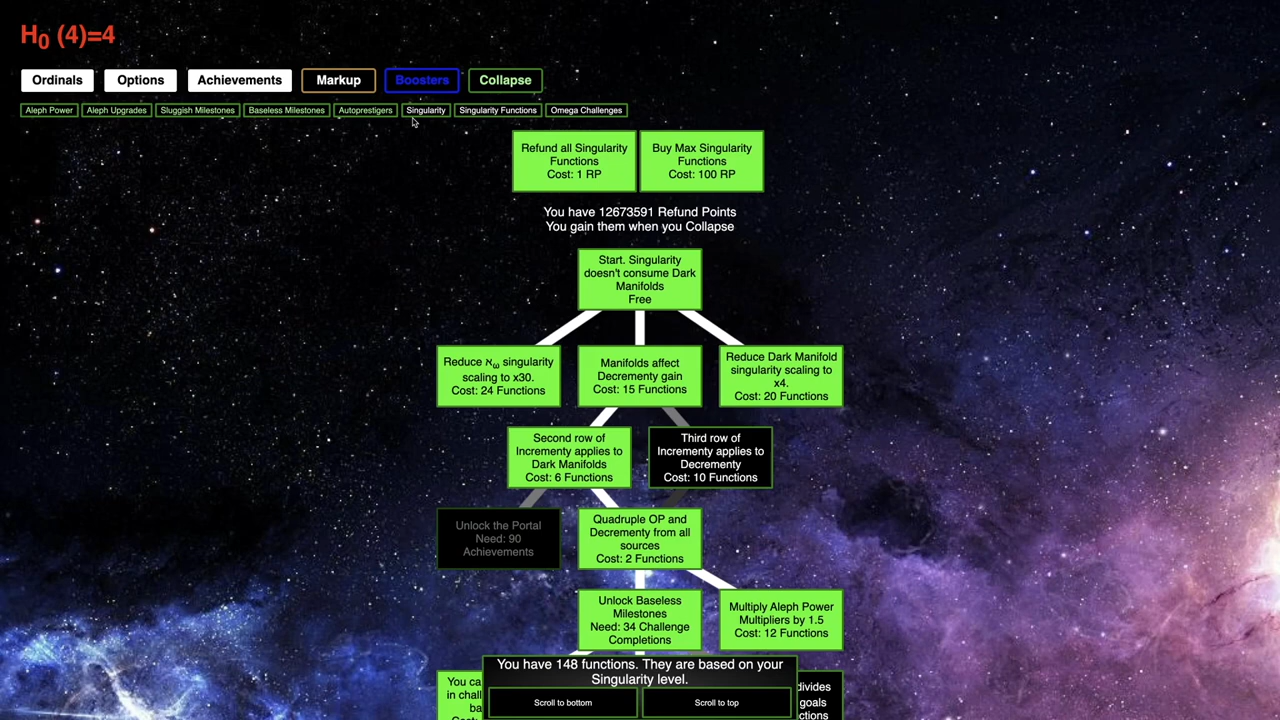 H₀ (4)=4
Ordinals
Options
Achievements
Markup
Boosters
Collapse
Aleph Power
Aleph Upgrades
Sluggish Milestones
Baseless Milestones
Autoprestigers
Singularity
Singularity Functions
Omega Challenges
Refund all Singularity
Functions
Cost: 1 RP
Buy Max Singularity
Functions
Cost: 100 RP
You have 12673591 Refund Points
You gain them when you Collapse
Start. Singularity
doesn't consume Dark
Manifolds
Free
Reduce ℵω singularity
scaling to x30.
Cost: 24 Functions
Manifolds affect
Decrementy gain
Cost: 15 Functions
Reduce Dark Manifold
singularity scaling to
x4.
Cost: 20 Functions
Second row of
Incrementy applies to
Dark Manifolds
Cost: 6 Functions
Third row of
Incrementy applies to
Decrementy
Cost: 10 Functions
Unlock the Portal
Need: 90
Achievements
Quadruple OP and
Decrementy from all
sources
Cost: 2 Functions
Unlock Baseless
Milestones
Need: 34 Challenge
Completions
Multiply Aleph Power
Multipliers by 1.5
Cost: 12 Functions
You ca
in chall
ba
You have 148 functions. They are based on your
Singularity level.
Scroll to bottom
Scroll to top
divides
goals
ctions